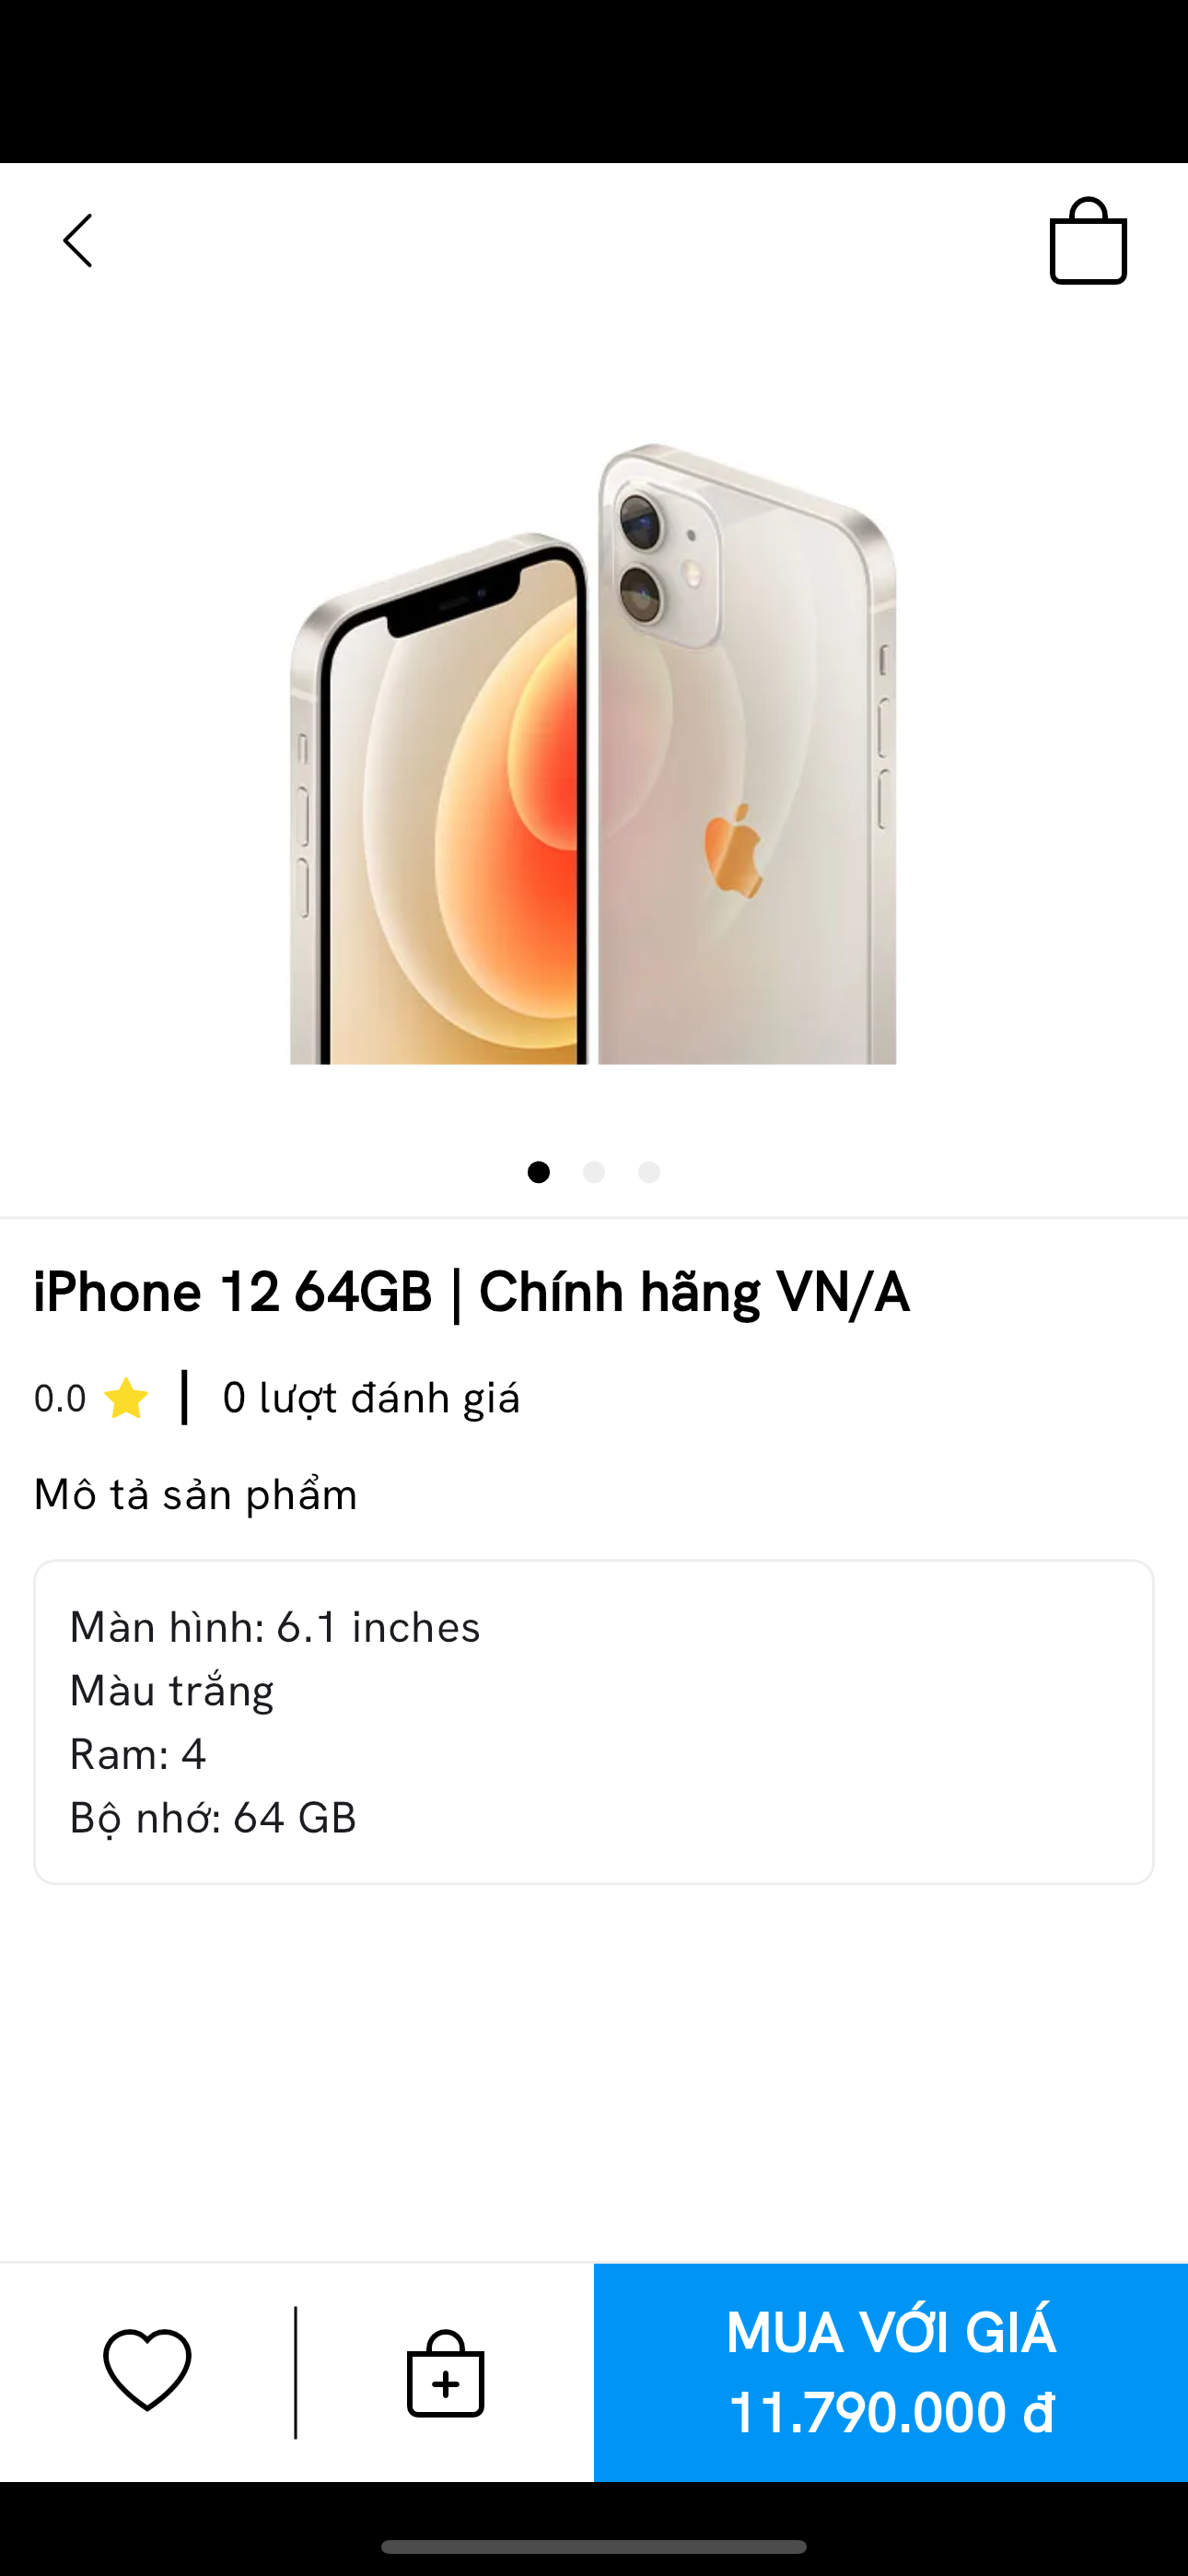 iPhone 12 64GB | Chính hãng VN/A
0.0 | 0 lượt đánh giá
Mô tả sản phẩm
Màn hình: 6.1 inches
Màu trắng
Ram: 4
Bộ nhớ: 64 GB
MUA VỚI GIÁ
11.790.000 đ